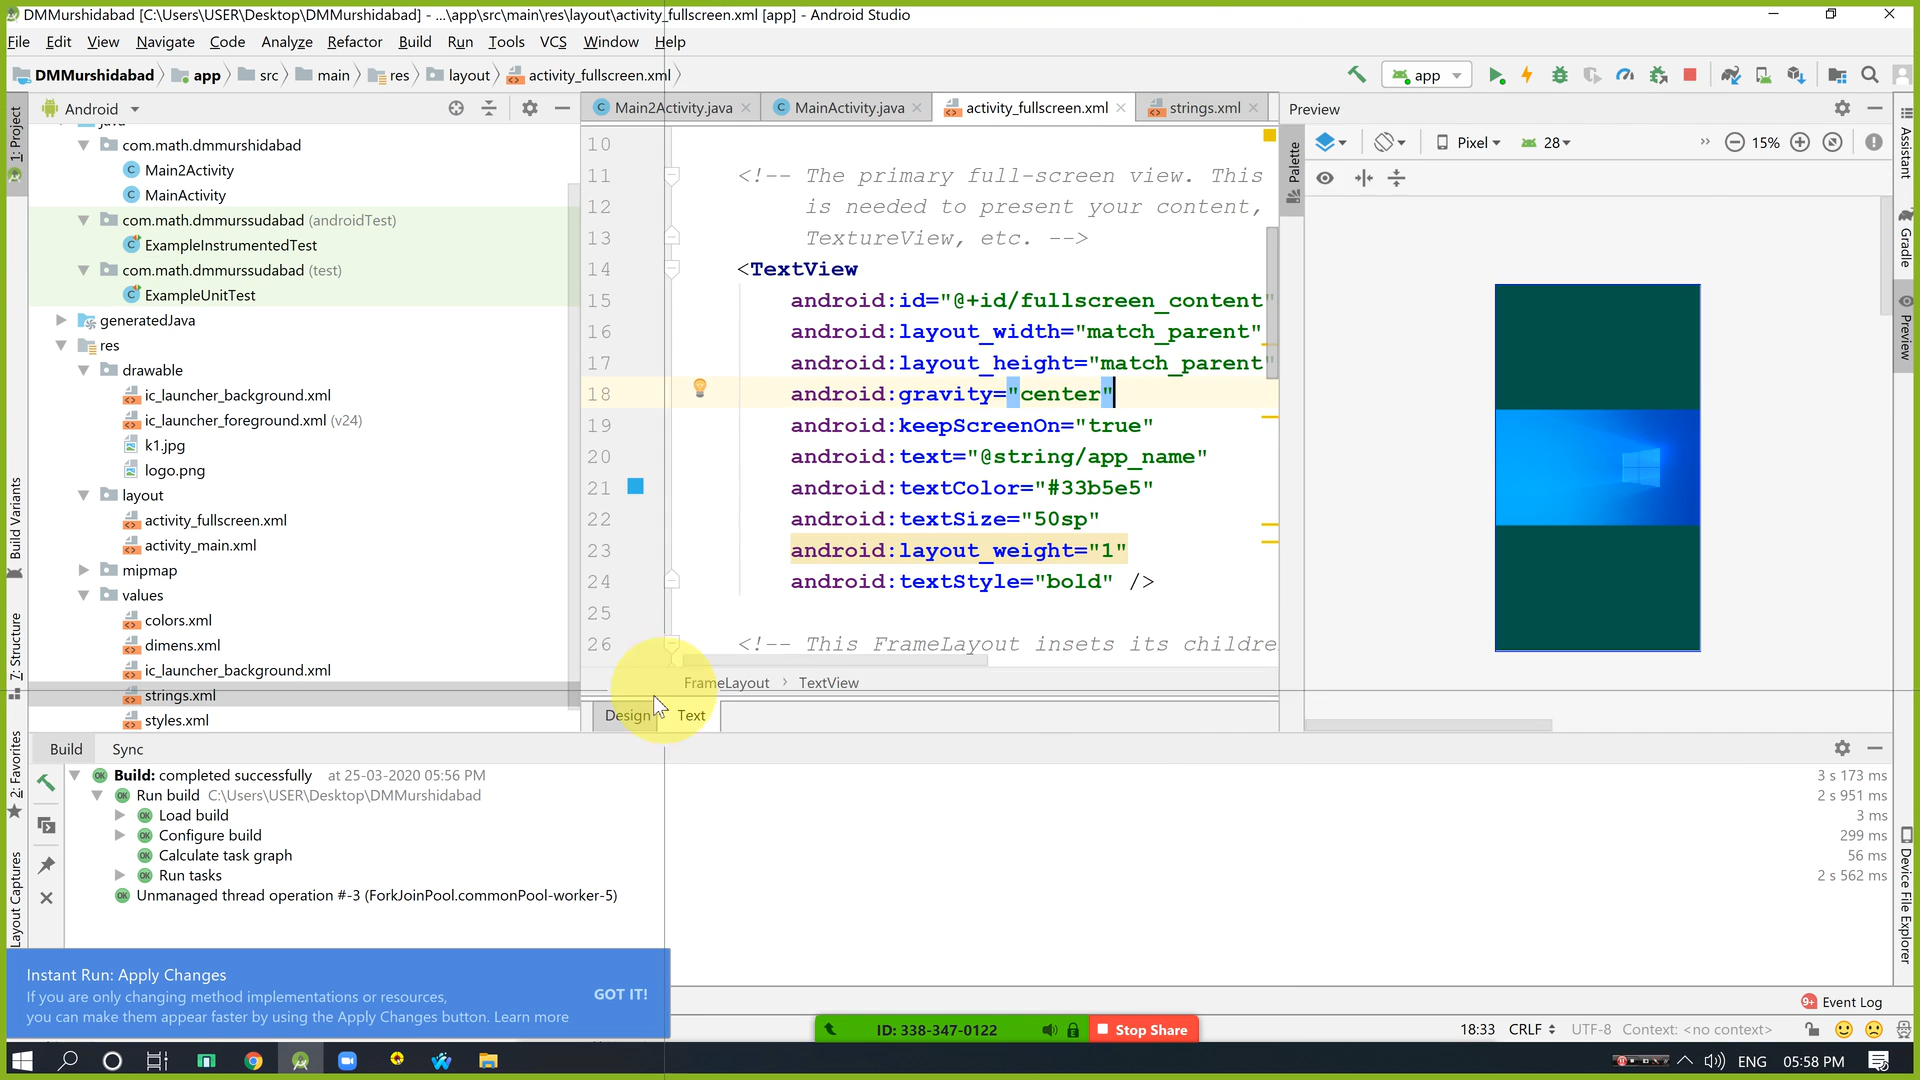 DMMurshidabad [C:\Users\USER\Desktop\DMMurshidabad] - ...\app\src\main\res\layout\activity_fullscreen.xml [app] - Android Studio
File Edit View Navigate Code Analyze Refactor Build Run Tools VCS Window Help
DMMurshidabad app src main res layout activity_fullscreen.xml
app
1: Project
Android
Main2Activity.java MainActivity.java activity_fullscreen.xml strings.xml
Preview
java
com.math.dmmurshidabad
Main2Activity
MainActivity
com.math.dmmurssudabad (androidTest)
ExampleInstrumentedTest
com.math.dmmurssudabad (test)
ExampleUnitTest
generatedJava
res
drawable
ic_launcher_background.xml
ic_launcher_foreground.xml (v24)
k1.jpg
logo.png
layout
activity_fullscreen.xml
activity_main.xml
mipmap
values
colors.xml
dimens.xml
ic_launcher_background.xml
strings.xml
styles.xml
10
11 <!-- The primary full-screen view. This
12 is needed to present your content,
13 TextureView, etc. -->
14 <TextView
15 android:id="@+id/fullscreen_content"
16 android:layout_width="match_parent"
17 android:layout_height="match_parent"
18 android:gravity="center"
19 android:keepScreenOn="true"
20 android:text="@string/app_name"
21 android:textColor="#33b5e5"
22 android:textSize="50sp"
23 android:layout_weight="1"
24 android:textStyle="bold" />
25
26 <!-- This FrameLayout insets its childre
FrameLayout TextView
Design Text
Palette
Pixel 28 15%
Assistant
Gradle
Preview
Device File Explorer
Build Variants
7: Structure
2: Favorites
Layout Captures
Build Sync
Build: completed successfully at 25-03-2020 05:56 PM 3 s 173 ms
Run build C:\Users\USER\Desktop\DMMurshidabad 2 s 951 ms
Load build 3 ms
Configure build 299 ms
Calculate task graph 56 ms
Run tasks 2 s 562 ms
Unmanaged thread operation #-3 (ForkJoinPool.commonPool-worker-5)
Instant Run: Apply Changes
If you are only changing method implementations or resources,
you can make them appear faster by using the Apply Changes button. Learn more
GOT IT!
9+ Event Log
ID: 338-347-0122 Stop Share
18:33 CRLF UTF-8 Context: <no context>
ENG 05:58 PM